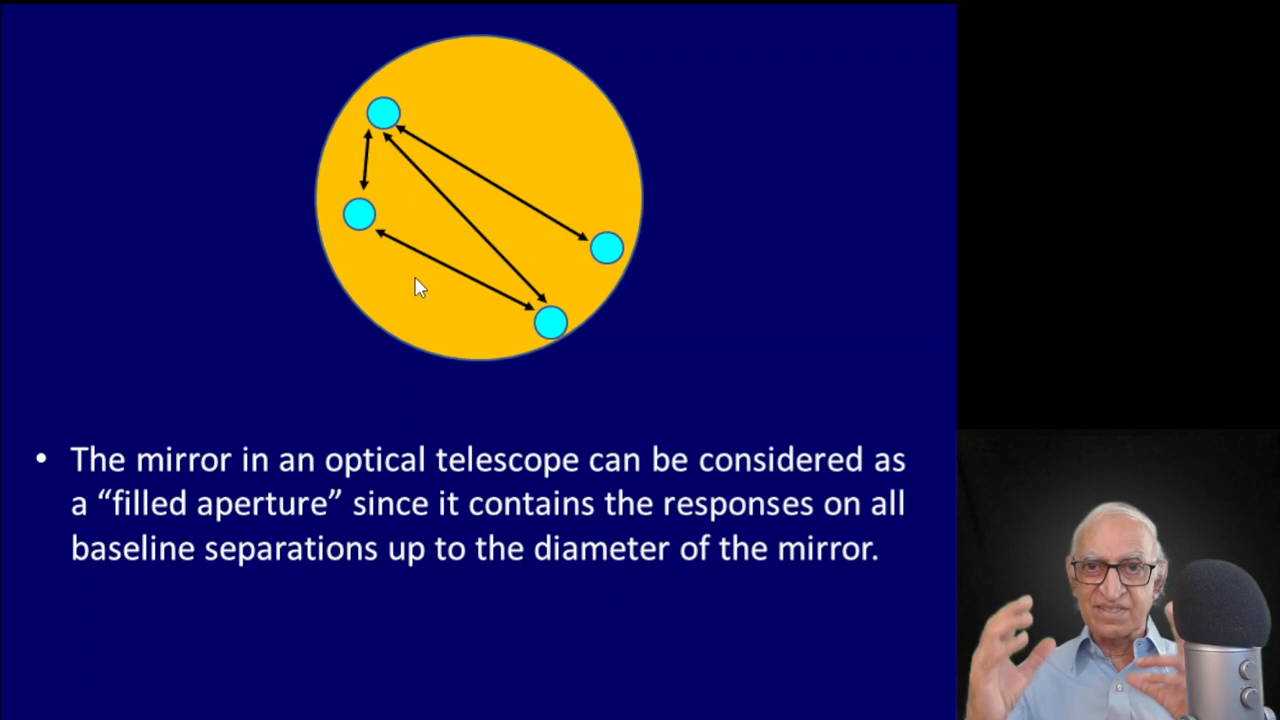 • The mirror in an optical telescope can be considered as
a “filled aperture” since it contains the responses on all
baseline separations up to the diameter of the mirror.